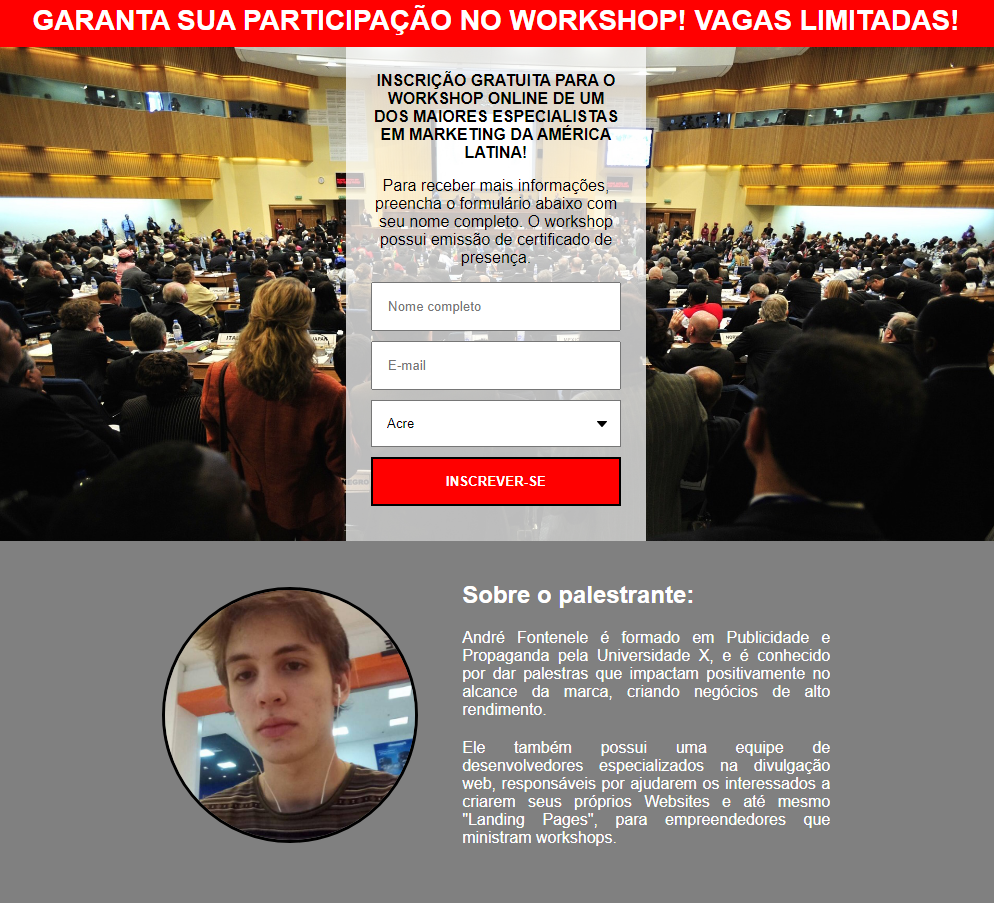 GARANTA SUA PARTICIPAÇÃO NO WORKSHOP! VAGAS LIMITADAS!
INSCRIÇÃO GRATUITA PARA O
WORKSHOP ONLINE DE UM
DOS MAIORES ESPECIALISTAS
EM MARKETING DA AMÉRICA
LATINA!
Para receber mais informações,
preencha o formulário abaixo com
seu nome completo. O workshop
possui emissão de certificado de
presença.
Nome completo
E-mail
Acre
INSCREVER-SE
Sobre o palestrante:
André Fontenele é formado em Publicidade e
Propaganda pela Universidade X, e é conhecido
por dar palestras que impactam positivamente no
alcance da marca, criando negócios de alto
rendimento.
Ele também possui uma equipe de
desenvolvedores especializados na divulgação
web, responsáveis por ajudarem os interessados a
criarem seus próprios Websites e até mesmo
"Landing Pages", para empreendedores que
ministram workshops.